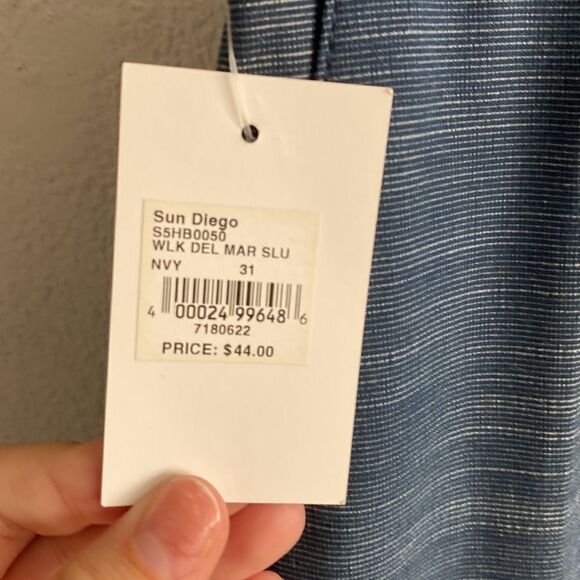 Sun Diego
S5HB0050
WLK DEL MAR SLU
NVY 31
4 00024 99648 6
7180622
PRICE: $44.00